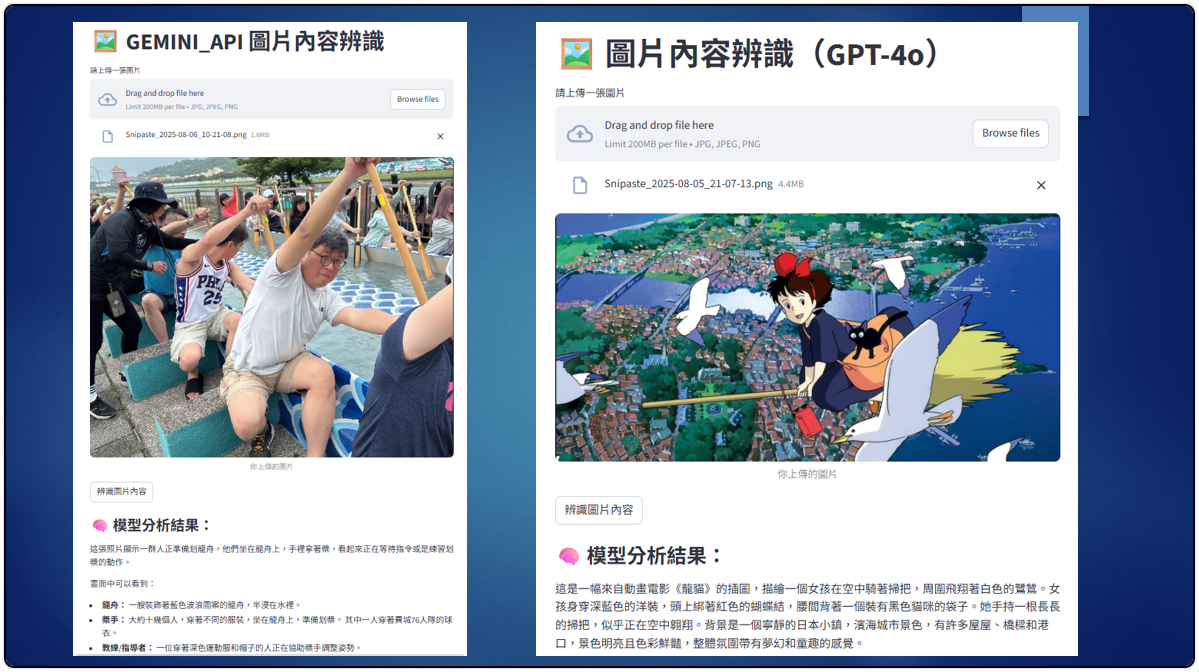 GEMINI_API 圖片內容辨識
請上傳一張圖片
Drag and drop file here
Limit 200MB per file • JPG, JPEG, PNG
Browse files
Snipaste_2025-08-06_10-21-08.png 1.6MB
PHILA
25
你上傳的圖片
辨識圖片內容
模型分析結果：
這張照片顯示一群人正準備划龍舟。他們坐在龍舟上，手裡拿著槳，看起來正在等待指令或是練習划
槳的動作。
畫面中可以看到：
• 龍舟： 一艘裝飾著藍色波浪圖案的龍舟，半浸在水裡。
• 槳手： 大約十幾個人，穿著不同的服裝，坐在龍舟上，準備划槳。 其中一人穿著費城76人隊的球
衣。
• 教練/指導者： 一位穿著深色運動服和帽子的人正在協助槳手調整姿勢。
圖片內容辨識（GPT-4o）
請上傳一張圖片
Drag and drop file here
Limit 200MB per file • JPG, JPEG, PNG
Browse files
Snipaste_2025-08-05_21-07-13.png 4.4MB
你上傳的圖片
辨識圖片內容
模型分析結果：
這是一幅來自動畫電影《龍貓》的插圖，描繪一個女孩在空中騎著掃把，周圍飛翔著白色的鷺鷥。女
孩身穿深藍色的洋裝，頭上綁著紅色的蝴蝶結，腰間背著一個裝有黑色貓咪的袋子。她手持一根長長
的掃把，似乎正在空中翱翔。背景是一個寧靜的日本小鎮，濱海城市景色，有許多屋屋、橋樑和港
口，景色明亮且色彩鮮豔，整體氛圍帶有夢幻和童趣的感覺。